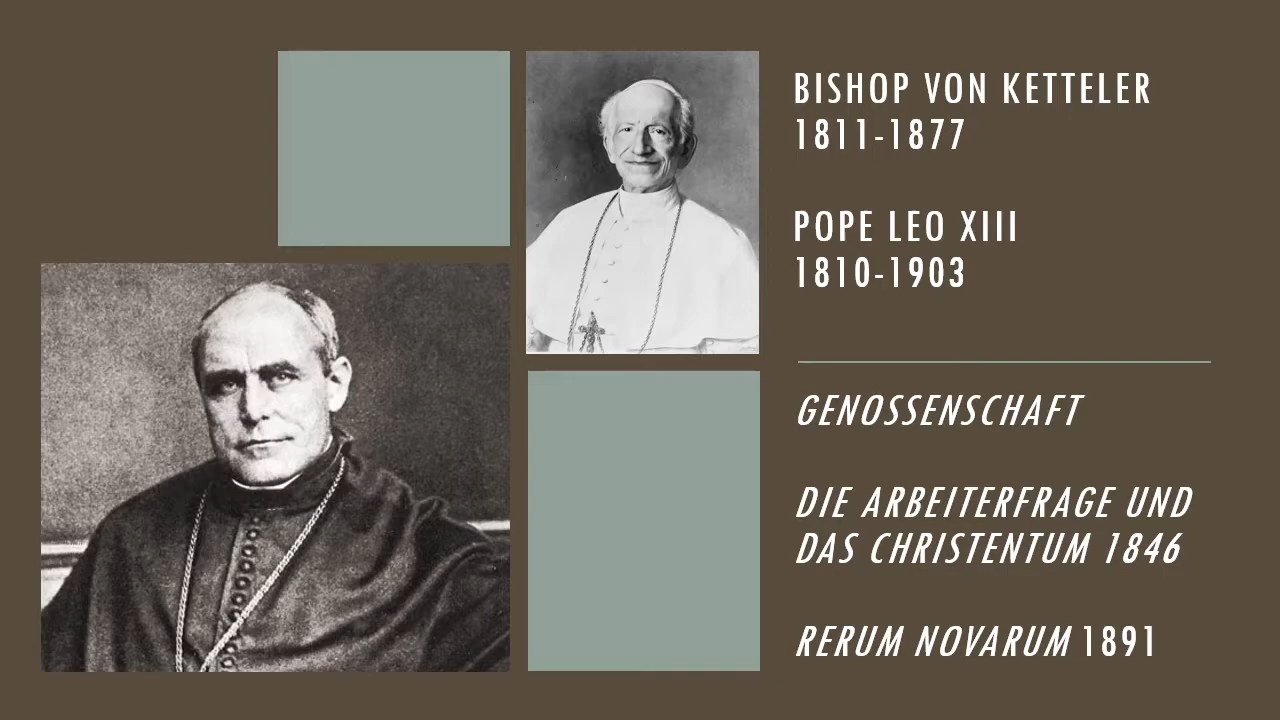 BISHOP VON KETTELER
1811-1877
POPE LEO XIII
1810-1903
GENOSSENSCHAFT
DIE ARBEITERFRAGE UND
DAS CHRISTENTUM 1846
RERUM NOVARUM 1891